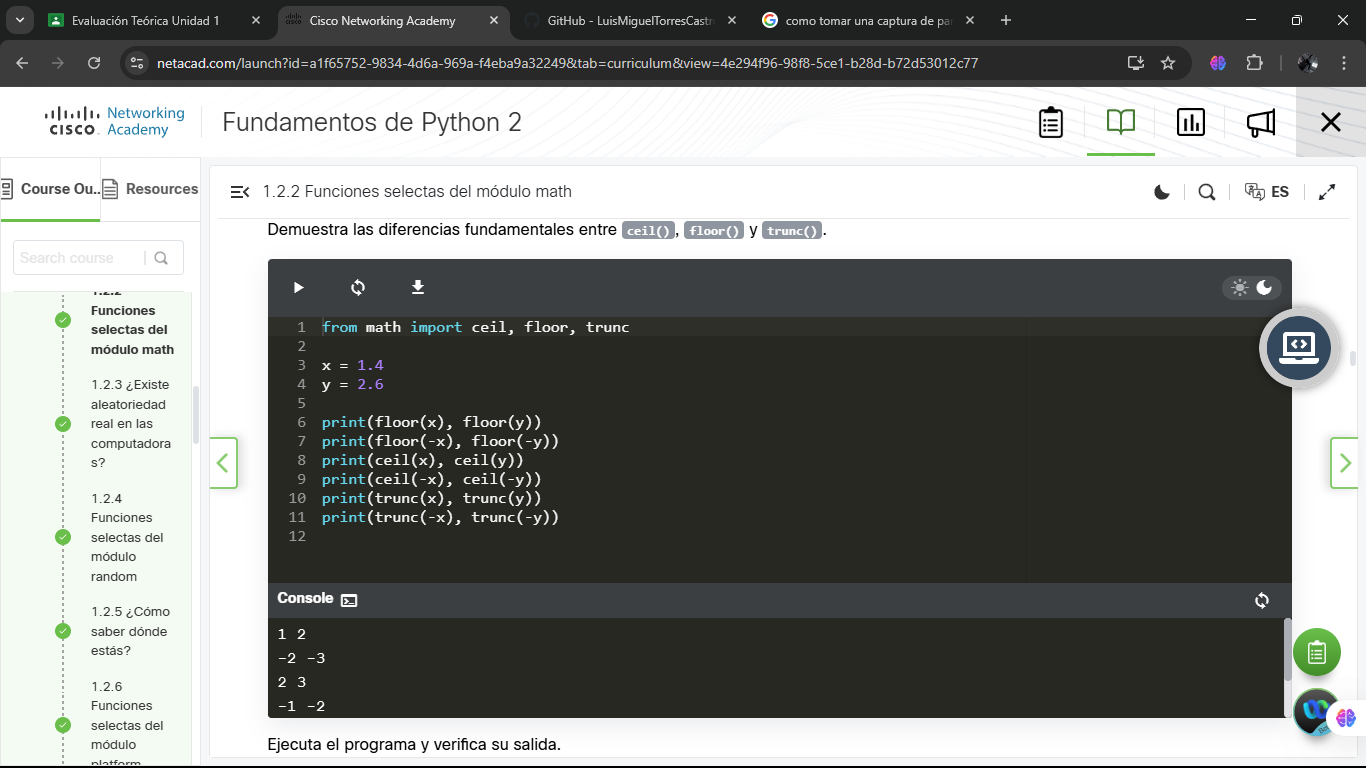 Evaluación Teórica Unidad 1
Cisco Networking Academy
GitHub - LuisMiguelTorresCastr
como tomar una captura de pa
netacad.com/launch?id=a1f65752-9834-4d6a-969a-f4eba9a32249&tab=curriculum&view=4e294f96-98f8-5ce1-b28d-b72d53012c77
CISCO Networking Academy
Fundamentos de Python 2
Course Ou..
Resources
1.2.2 Funciones selectas del módulo math
ES
Search course
1.2.2
Funciones
selectas del
módulo math
1.2.3 ¿Existe
aleatoriedad
real en las
computadora
s?
1.2.4
Funciones
selectas del
módulo
random
1.2.5 ¿Cómo
saber dónde
estás?
1.2.6
Funciones
selectas del
módulo
platform
Demuestra las diferencias fundamentales entre ceil(), floor() y trunc().
1 from math import ceil, floor, trunc
2
3 x = 1.4
4 y = 2.6
5
6 print(floor(x), floor(y))
7 print(floor(-x), floor(-y))
8 print(ceil(x), ceil(y))
9 print(ceil(-x), ceil(-y))
10 print(trunc(x), trunc(y))
11 print(trunc(-x), trunc(-y))
12
Console
1 2
-2 -3
2 3
-1 -2
Ejecuta el programa y verifica su salida.